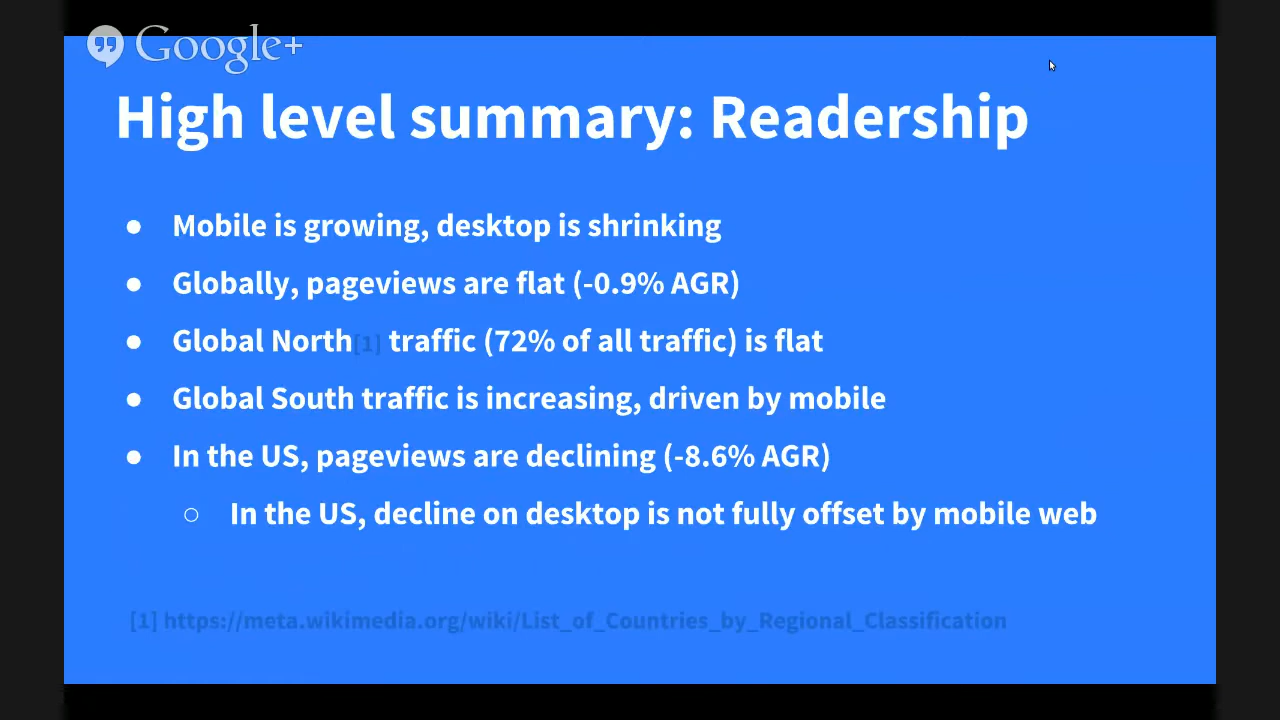 Google+
High level summary: Readership
● Mobile is growing, desktop is shrinking
● Globally, pageviews are flat (-0.9% AGR)
● Global North[1] traffic (72% of all traffic) is flat
● Global South traffic is increasing, driven by mobile
● In the US, pageviews are declining (-8.6% AGR)
○ In the US, decline on desktop is not fully offset by mobile web
[1] https://meta.wikimedia.org/wiki/List_of_Countries_by_Regional_Classification